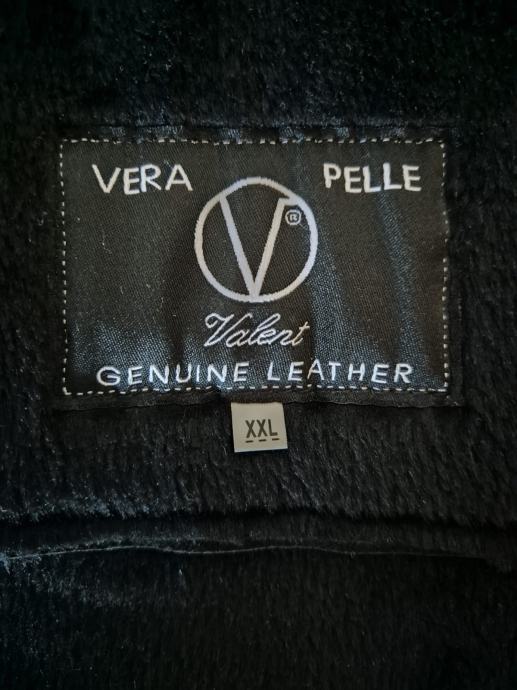 VERA PELLE
V®
Valent
GENUINE LEATHER
XXL